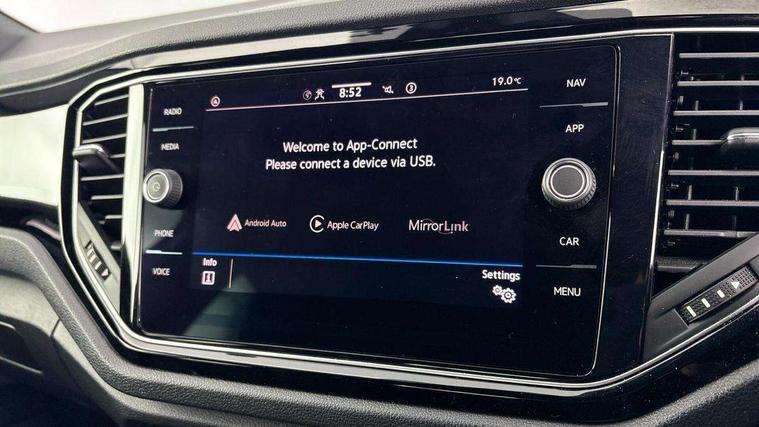 19.0°C
8:52
3
RADIO
MEDIA
PHONE
VOICE
Welcome to App-Connect
Please connect a device via USB.
Android Auto
Apple CarPlay
MirrorLink
Info
Settings
NAV
APP
CAR
MENU